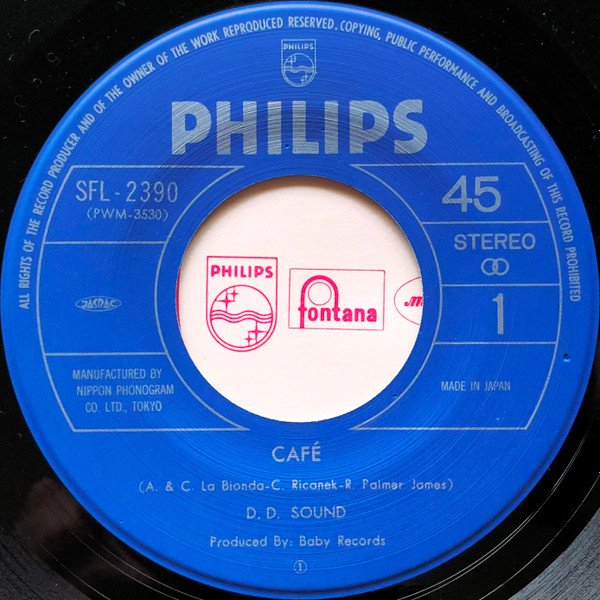 ALL RIGHTS OF THE RECORD PRODUCER AND OF THE OWNER OF THE WORK REPRODUCED RESERVED. COPYING, PUBLIC PERFORMANCE AND BROADCASTING OF THIS RECORD PROHIBITED
PHILIPS
PHILIPS
SFL-2390
(PWM-3530)
45
STEREO
JASRAC
1
PHILIPS
fontana
MANUFACTURED BY
NIPPON PHONOGRAM
CO. LTD., TOKYO
MADE IN JAPAN
CAFÉ
(A. & C. La Bionda-C. Ricanek-R. Palmer James)
D. D. SOUND
Produced By: Baby Records
①